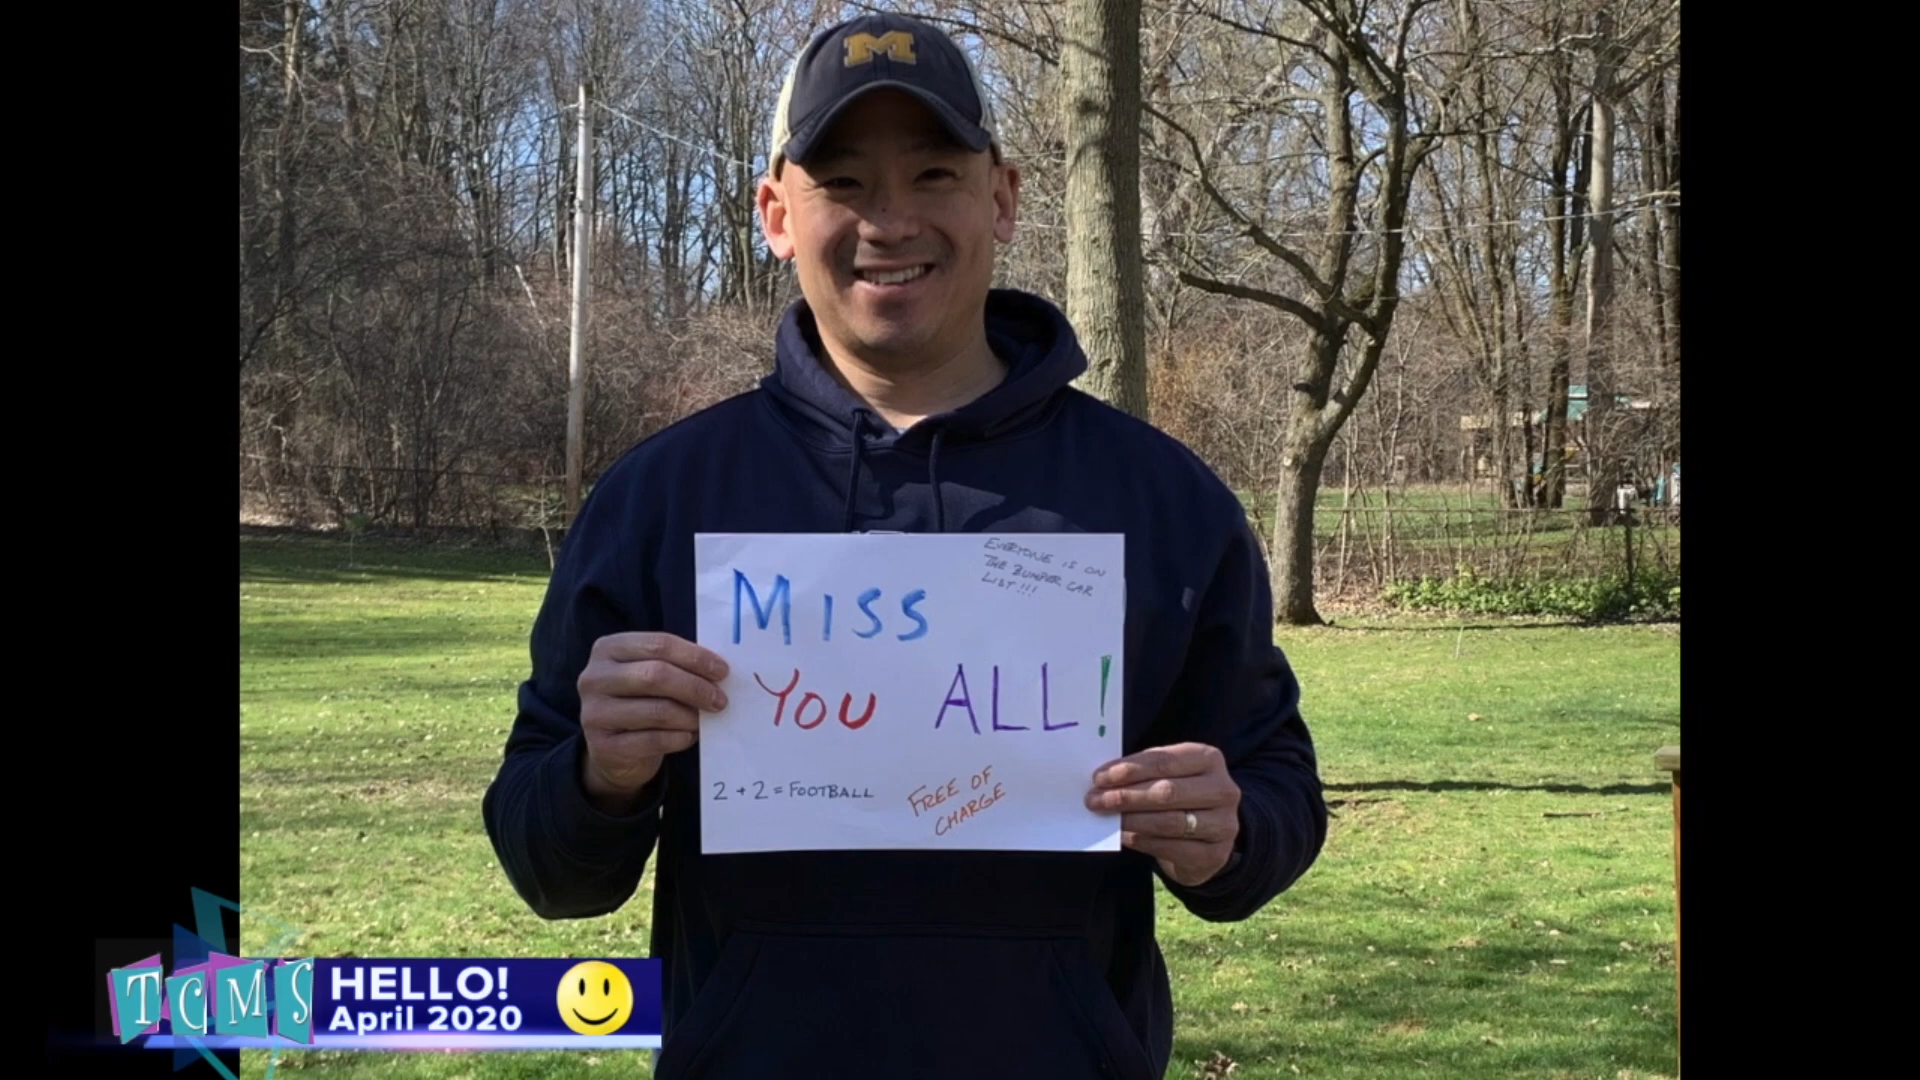 M
EVERYONE IS ON
THE BUMPER CAR
LIST!!!
MISS
YOU ALL!
2 + 2 = FOOTBALL
FREE OF
CHARGE
TCMS
HELLO!
April 2020